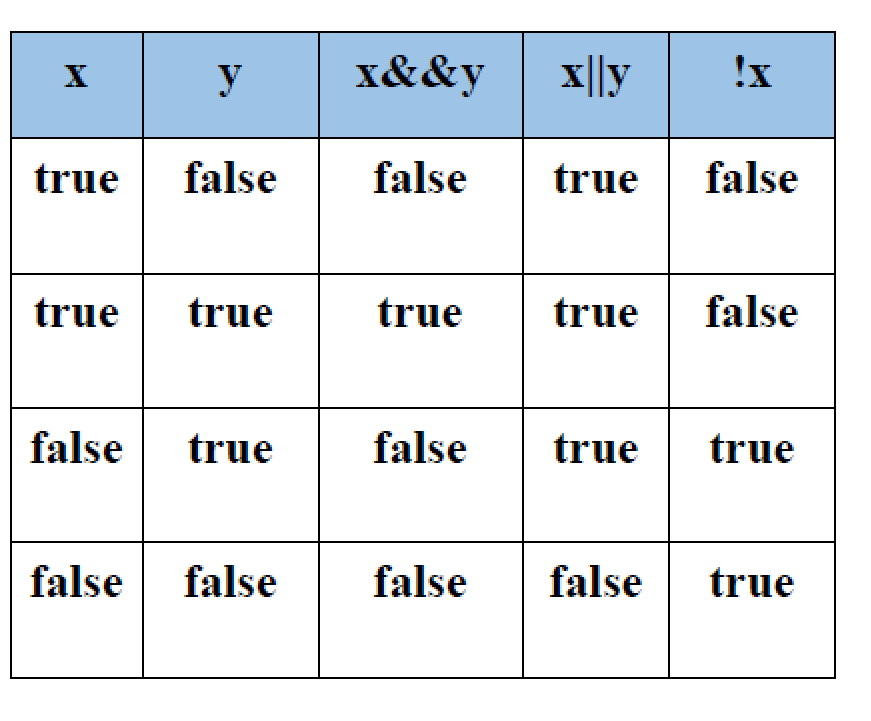 x y x&&y x||y !x
true false false true false
true true true true false
false true false true true
false false false false true